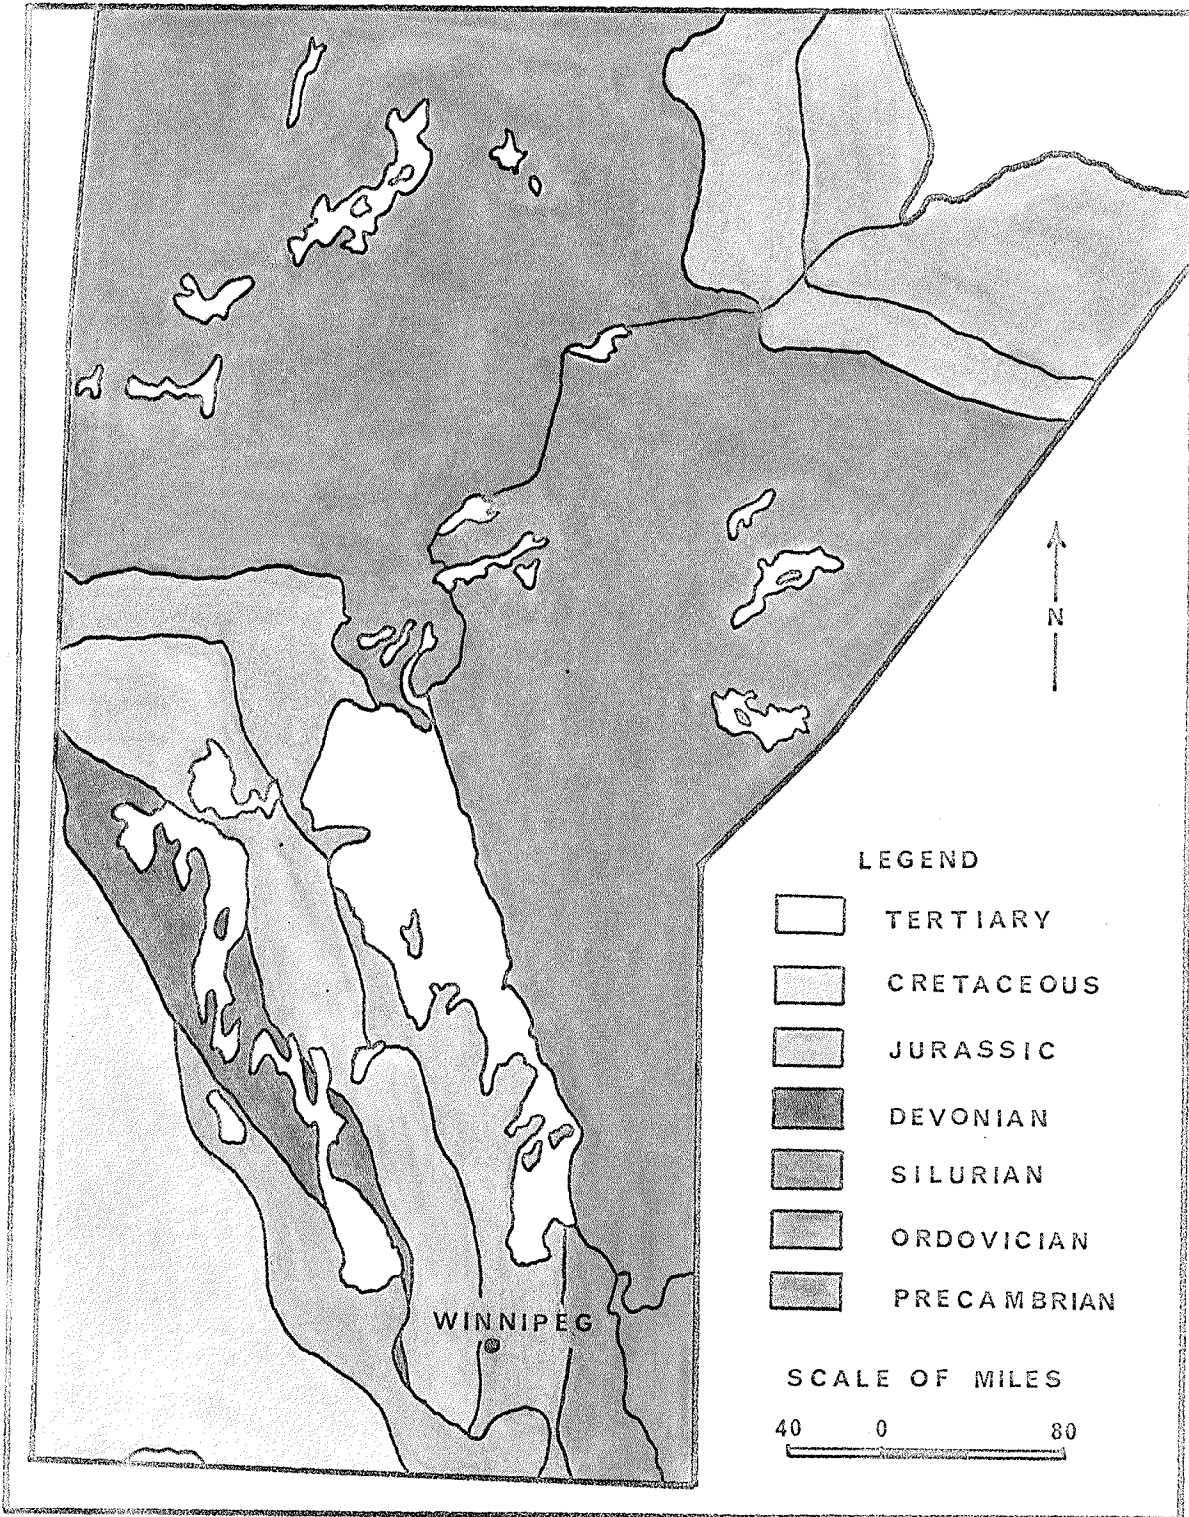 N
LEGEND
TERTIARY
CRETACEOUS
JURASSIC
DEVONIAN
SILURIAN
ORDOVICIAN
PRECAMBRIAN
WINNIPEG
SCALE OF MILES
40 0 80